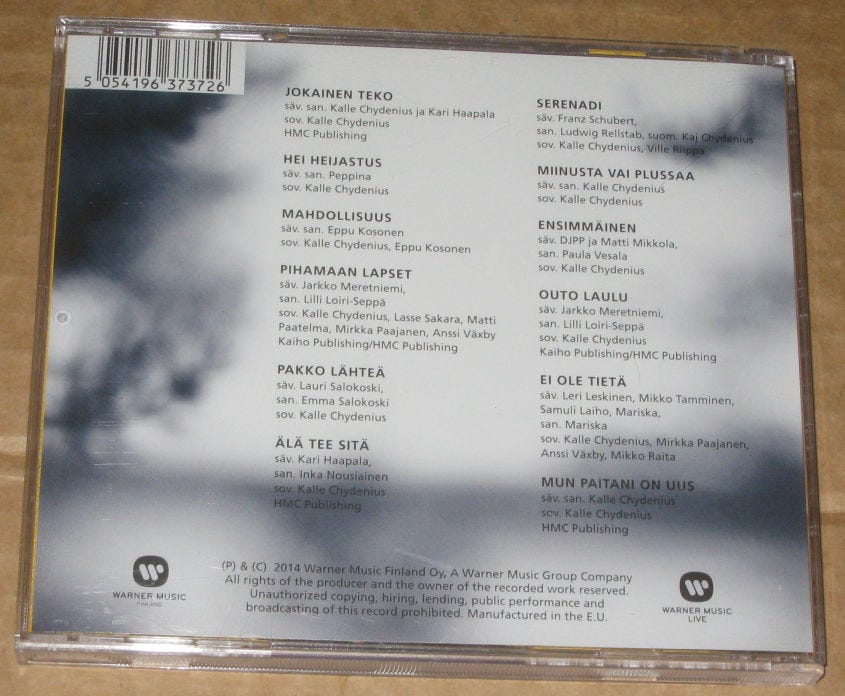 5 054196 373726
JOKAINEN TEKO
säv. san. Kalle Chydenius ja Kari Haapala
sov. Kalle Chydenius
HMC Publishing
HEI HEIJASTUS
säv. san. Peppina
sov. Kalle Chydenius
MAHDOLLISUUS
säv. san. Eppu Kosonen
sov. Kalle Chydenius, Eppu Kosonen
PIHAMAAN LAPSET
säv. Jarkko Meretniemi,
san. Lilli Loiri-Seppä
sov. Kalle Chydenius, Lasse Sakara, Matti
Paatelma, Mirkka Paajanen, Anssi Växby
Kaiho Publishing/HMC Publishing
PAKKO LÄHTEÄ
säv. Lauri Salokoski,
san. Emma Salokoski
sov. Kalle Chydenius
ÄLÄ TEE SITÄ
säv. Kari Haapala,
san. Inka Nousiainen
sov. Kalle Chydenius
HMC Publishing
SERENADI
säv. Franz Schubert,
san. Ludwig Rellstab, suom. Kaj Chydenius
sov. Kalle Chydenius, Ville Riippa
MIINUSTA VAI PLUSSAA
säv. san. Kalle Chydenius
sov. Kalle Chydenius
ENSIMMÄINEN
säv. DJPP ja Matti Mikkola,
san. Paula Vesala
sov. Kalle Chydenius
OUTO LAULU
säv. Jarkko Meretniemi,
san. Lilli Loiri-Seppä
sov. Kalle Chydenius
Kaiho Publishing/HMC Publishing
EI OLE TIETÄ
säv. Leri Leskinen, Mikko Tamminen,
Samuli Laiho, Mariska,
san. Mariska
sov. Kalle Chydenius, Mirkka Paajanen,
Anssi Växby, Mikko Raita
MUN PAITANI ON UUS
säv. san. Kalle Chydenius
sov. Kalle Chydenius
HMC Publishing
WARNER MUSIC
FINLAND
(P) & (C) 2014 Warner Music Finland Oy, A Warner Music Group Company
All rights of the producer and the owner of the recorded work reserved.
Unauthorized copying, hiring, lending, public performance and
broadcasting of this record prohibited. Manufactured in the E.U.
WARNER MUSIC
LIVE